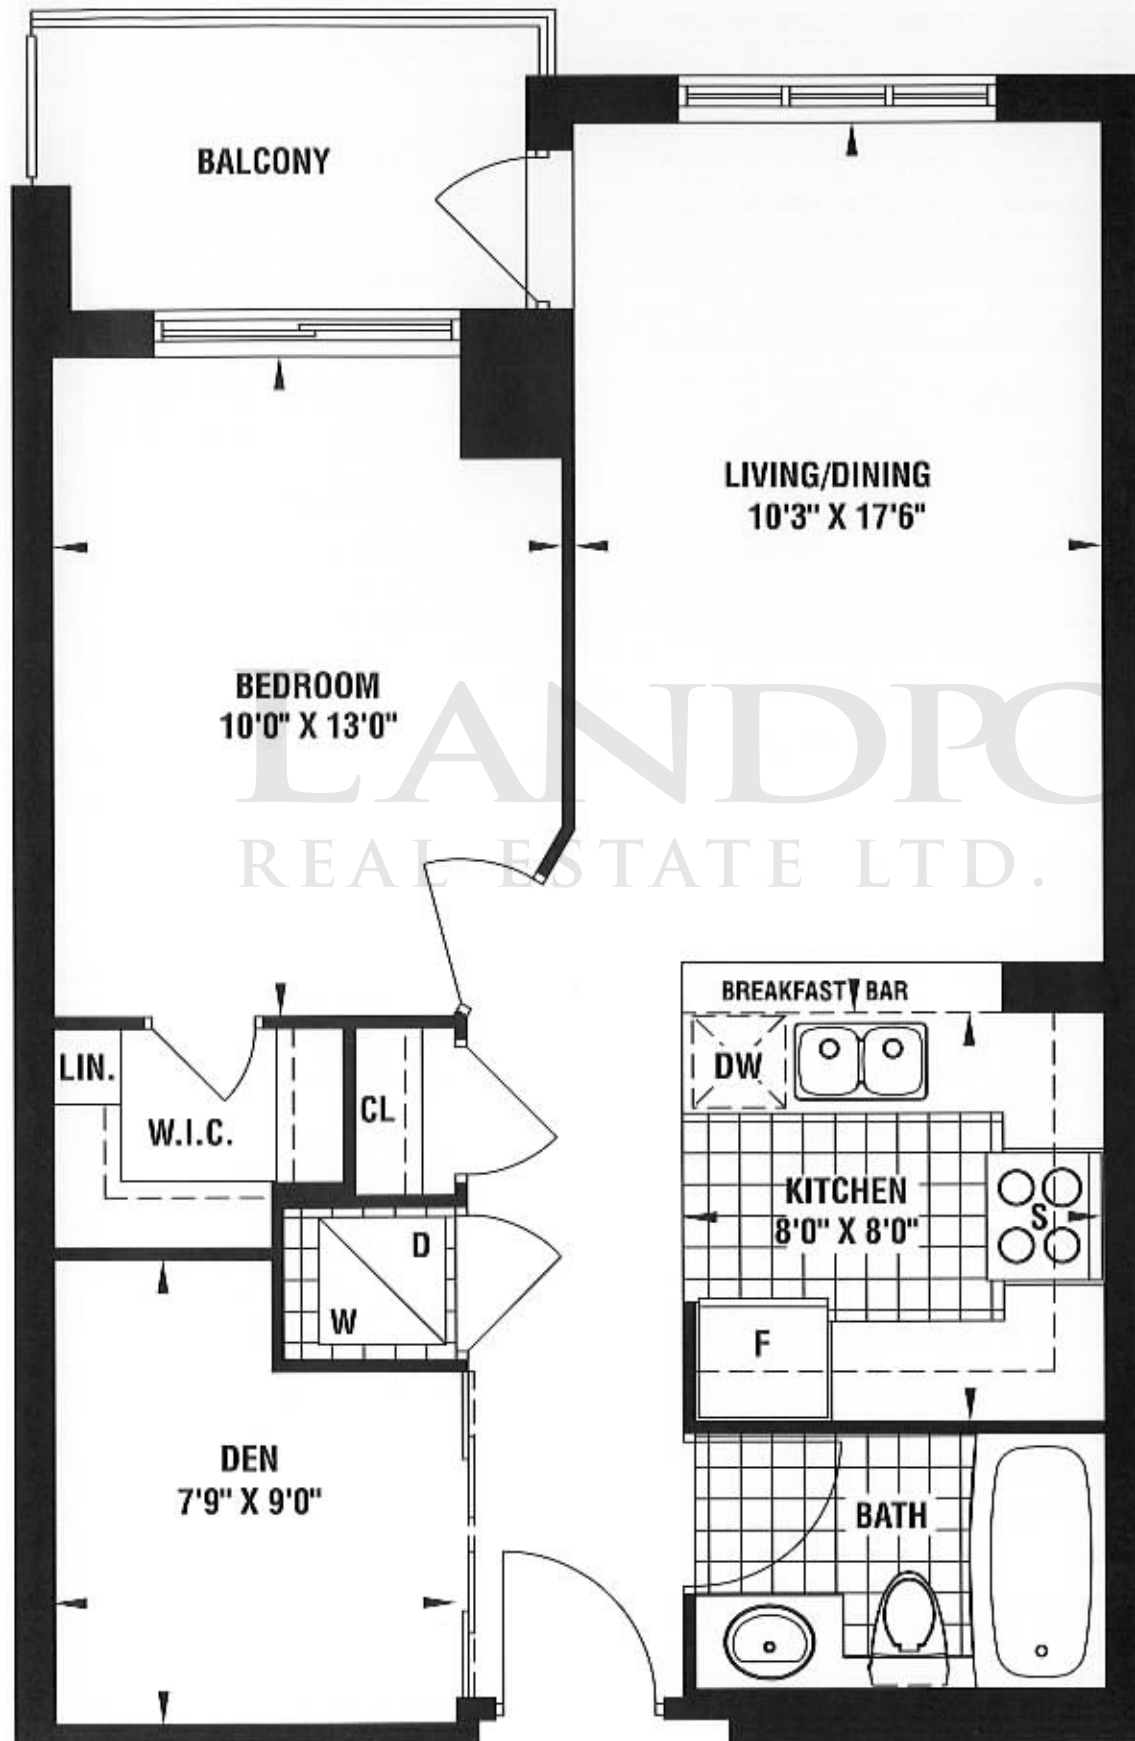 BALCONY
LIVING/DINING
10'3" X 17'6"
BEDROOM
10'0" X 13'0"
LANDPO
REAL ESTATE LTD.
BREAKFAST BAR
LIN.
DW
CL
W.I.C.
KITCHEN
8'0" X 8'0"
S
D
W
F
DEN
7'9" X 9'0"
BATH